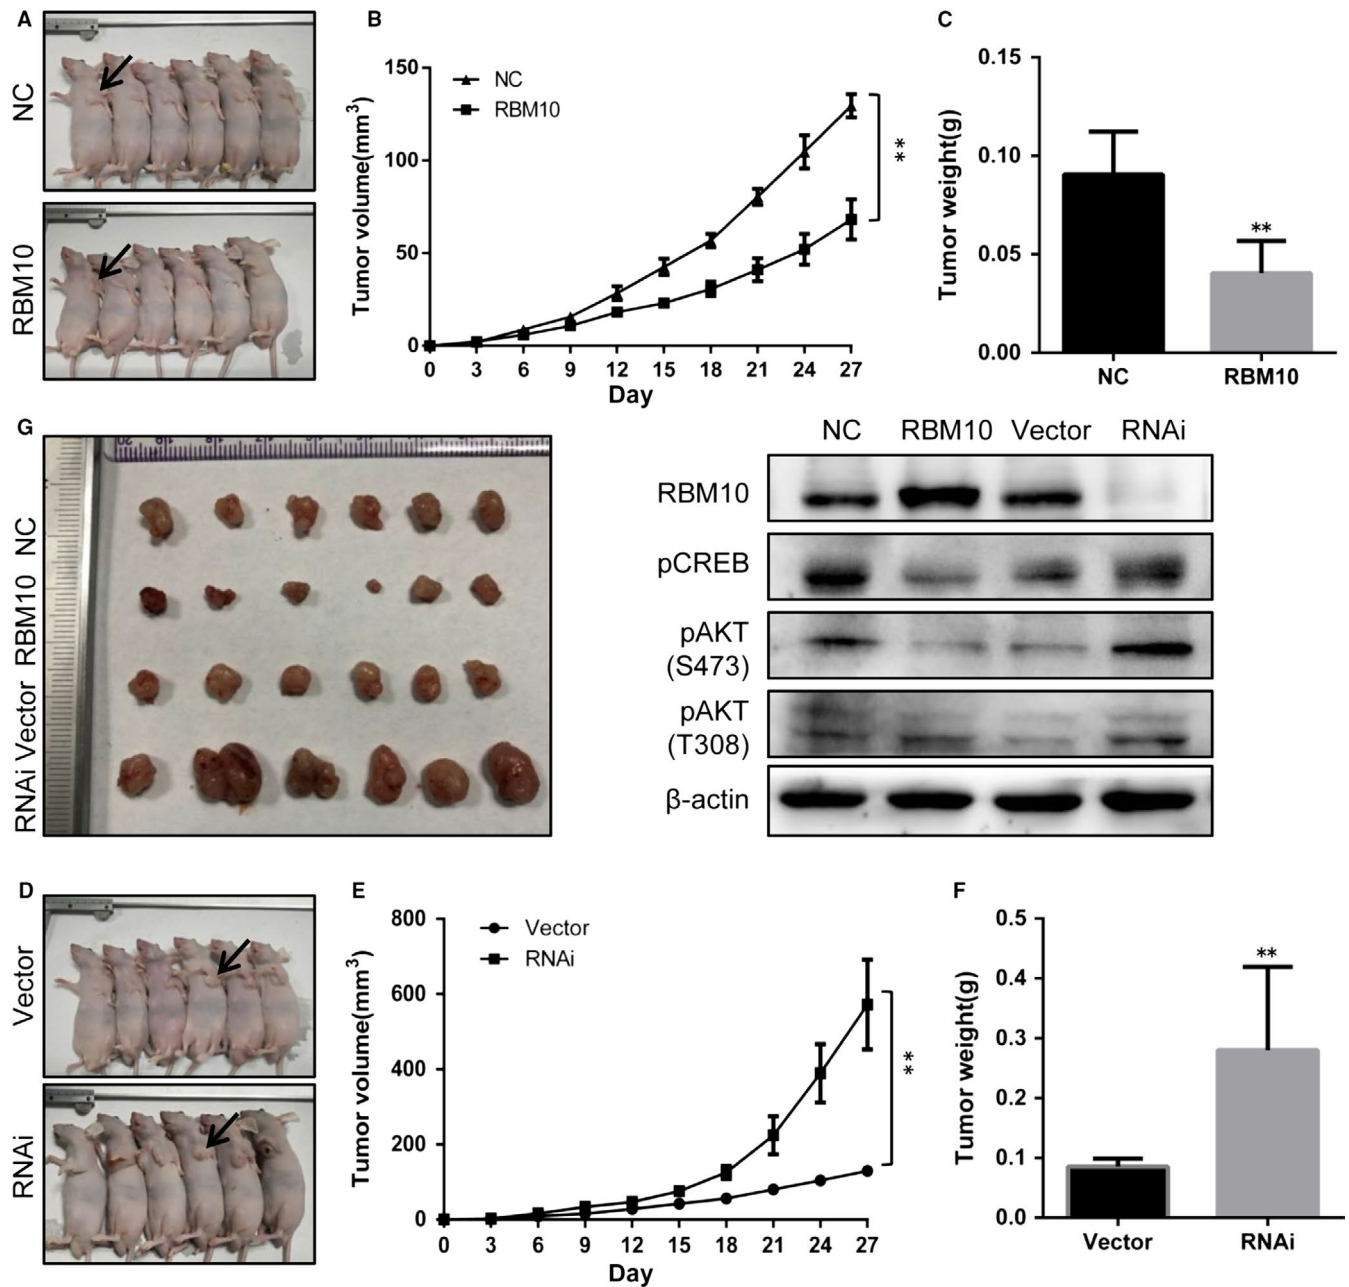 A
NC
RBM10
B
Tumor volume(mm³)
150
100
50
0
NC
RBM10
**
0 3 6 9 12 15 18 21 24 27
Day
C
Tumor weight(g)
0.15
0.10
0.05
0.00
**
NC RBM10
G
RNAi Vector RBM10 NC
NC RBM10 Vector RNAi
RBM10
pCREB
pAKT
(S473)
pAKT
(T308)
β-actin
D
Vector
RNAi
E
Tumor volume(mm³)
800
600
400
200
0
Vector
RNAi
**
0 3 6 9 12 15 18 21 24 27
Day
F
Tumor weight(g)
0.5
0.4
0.3
0.2
0.1
0.0
**
Vector RNAi